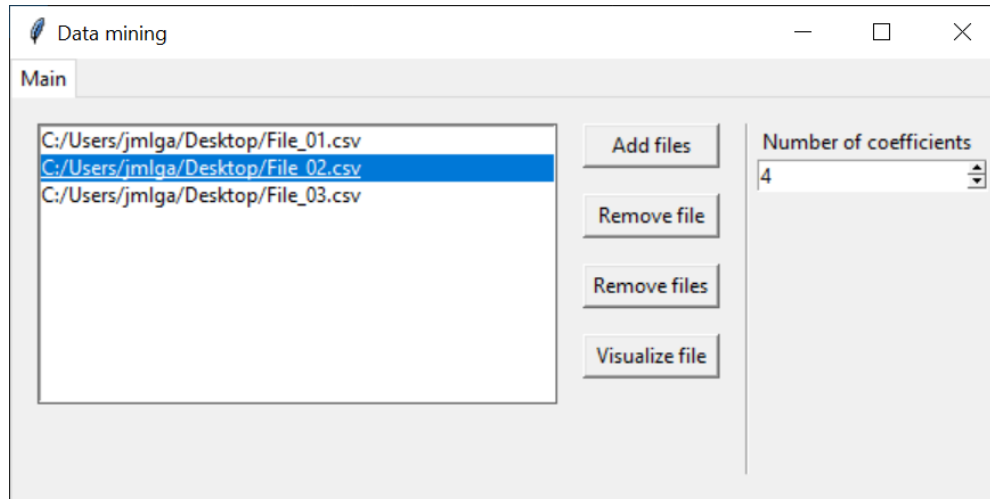 Data mining
Main
C:/Users/jmlga/Desktop/File_01.csv
C:/Users/jmlga/Desktop/File_02.csv
C:/Users/jmlga/Desktop/File_03.csv
Add files
Remove file
Remove files
Visualize file
Number of coefficients
4